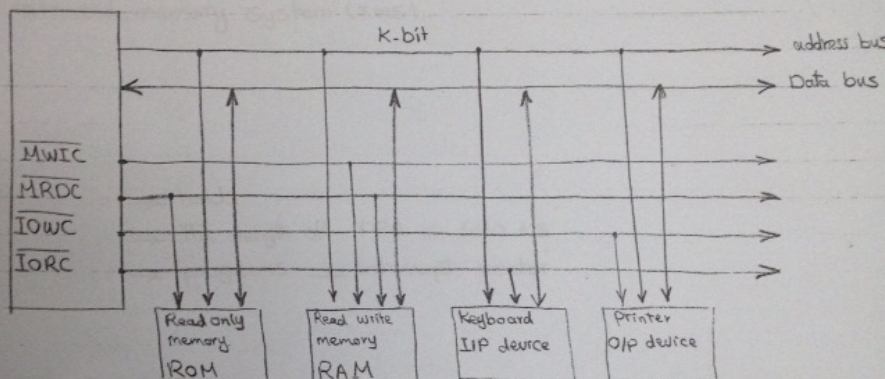 K-bit
address bus
Data bus
MWIC
MRDC
IOWC
IORC
Read only
memory
ROM
Read write
memory
RAM
Keyboard
I/P device
Printer
O/P device